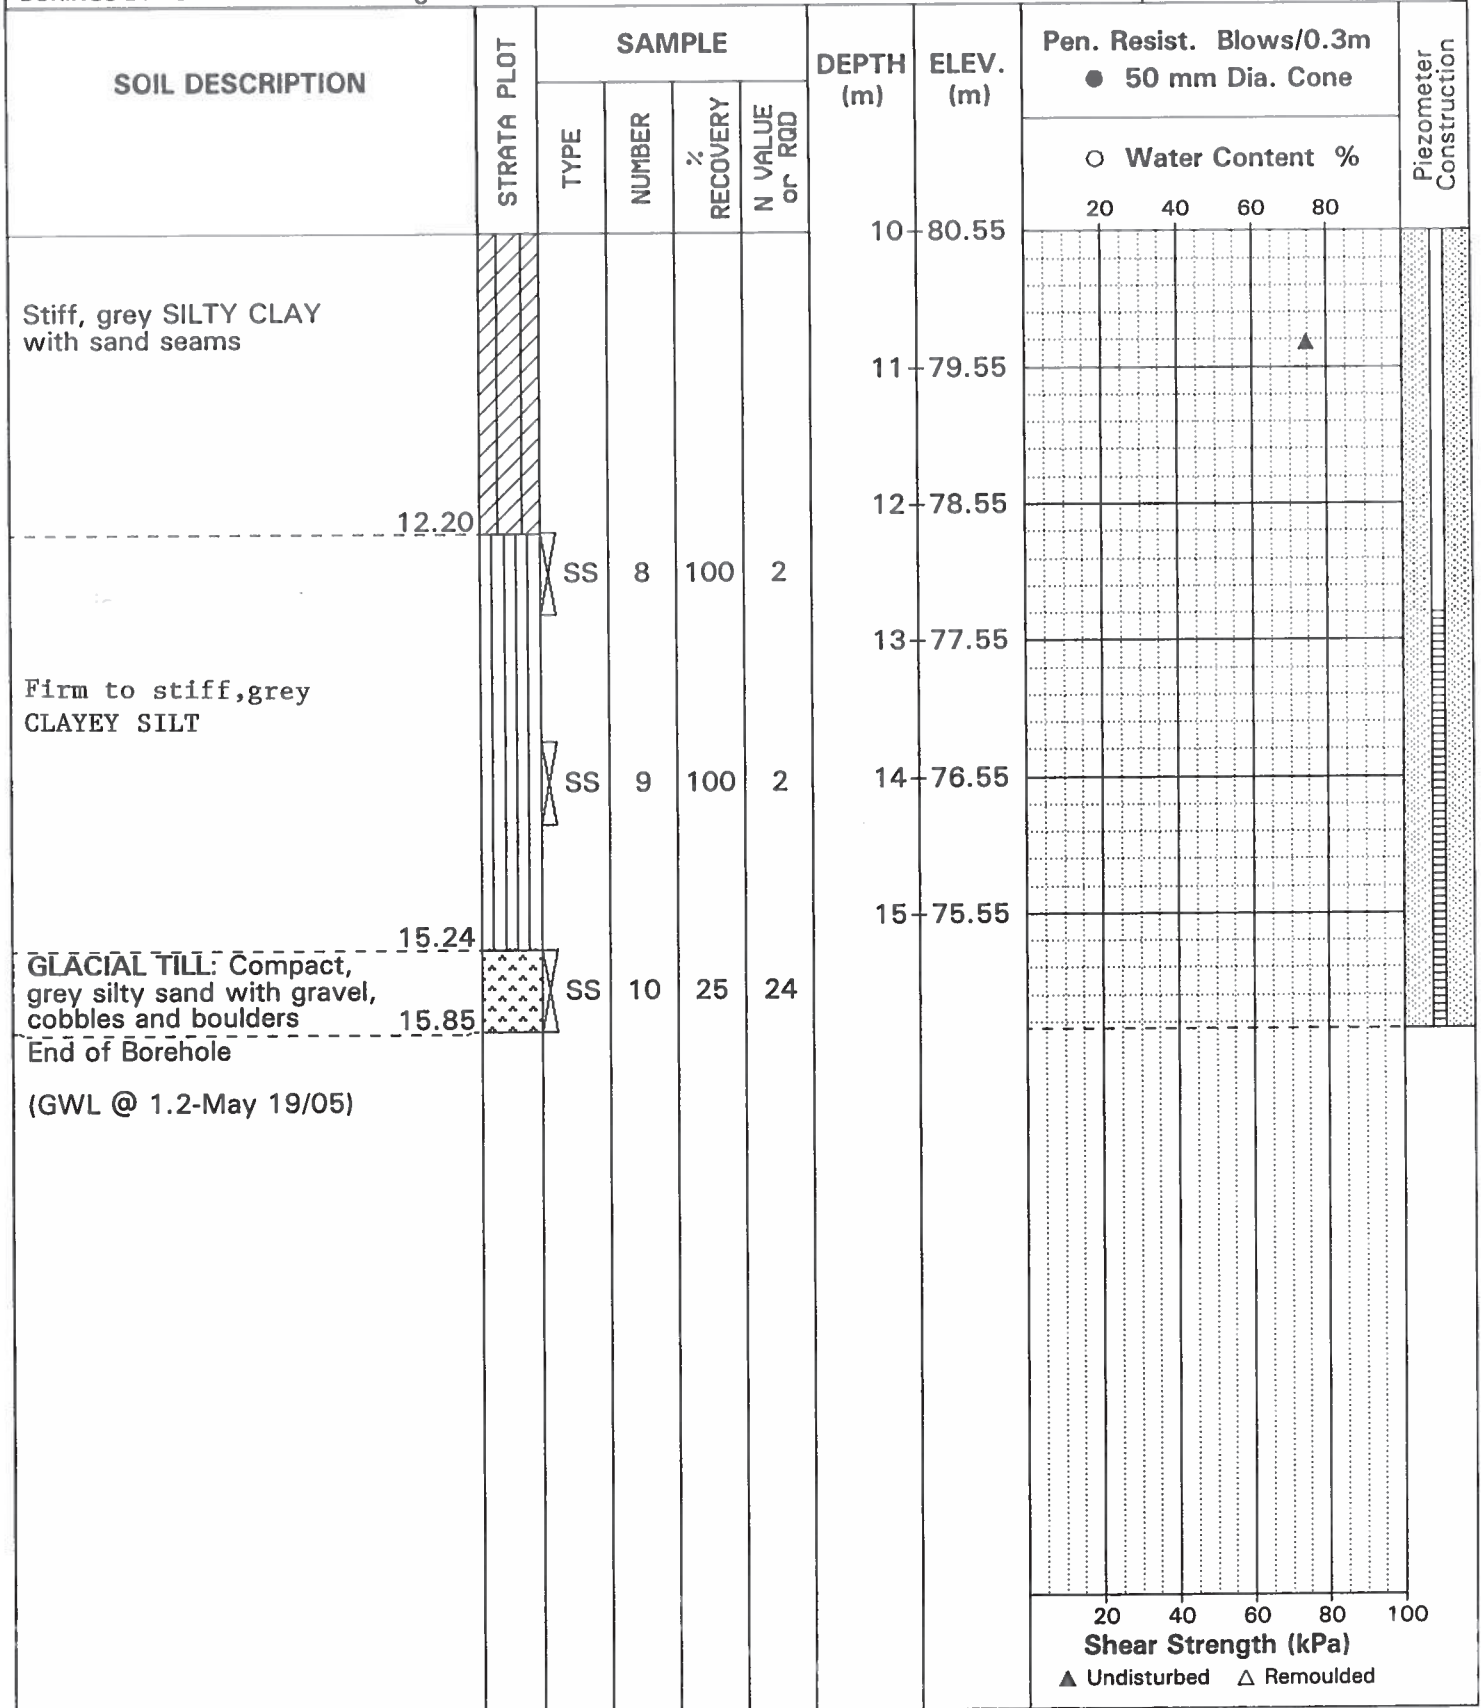 SOIL DESCRIPTION
STRATA PLOT
SAMPLE
TYPE
NUMBER
% RECOVERY
N VALUE or RQD
DEPTH (m)
ELEV. (m)
Pen. Resist. Blows/0.3m
● 50 mm Dia. Cone
○ Water Content %
20 40 60 80
Piezometer
Construction
10 80.55
Stiff, grey SILTY CLAY
with sand seams
11 79.55
12 78.55
12.20
SS 8 100 2
13 77.55
Firm to stiff,grey
CLAYEY SILT
SS 9 100 2
14 76.55
15 75.55
15.24
GLACIAL TILL: Compact,
grey silty sand with gravel,
cobbles and boulders 15.85
SS 10 25 24
End of Borehole
(GWL @ 1.2-May 19/05)
20 40 60 80 100
Shear Strength (kPa)
▲ Undisturbed △ Remoulded